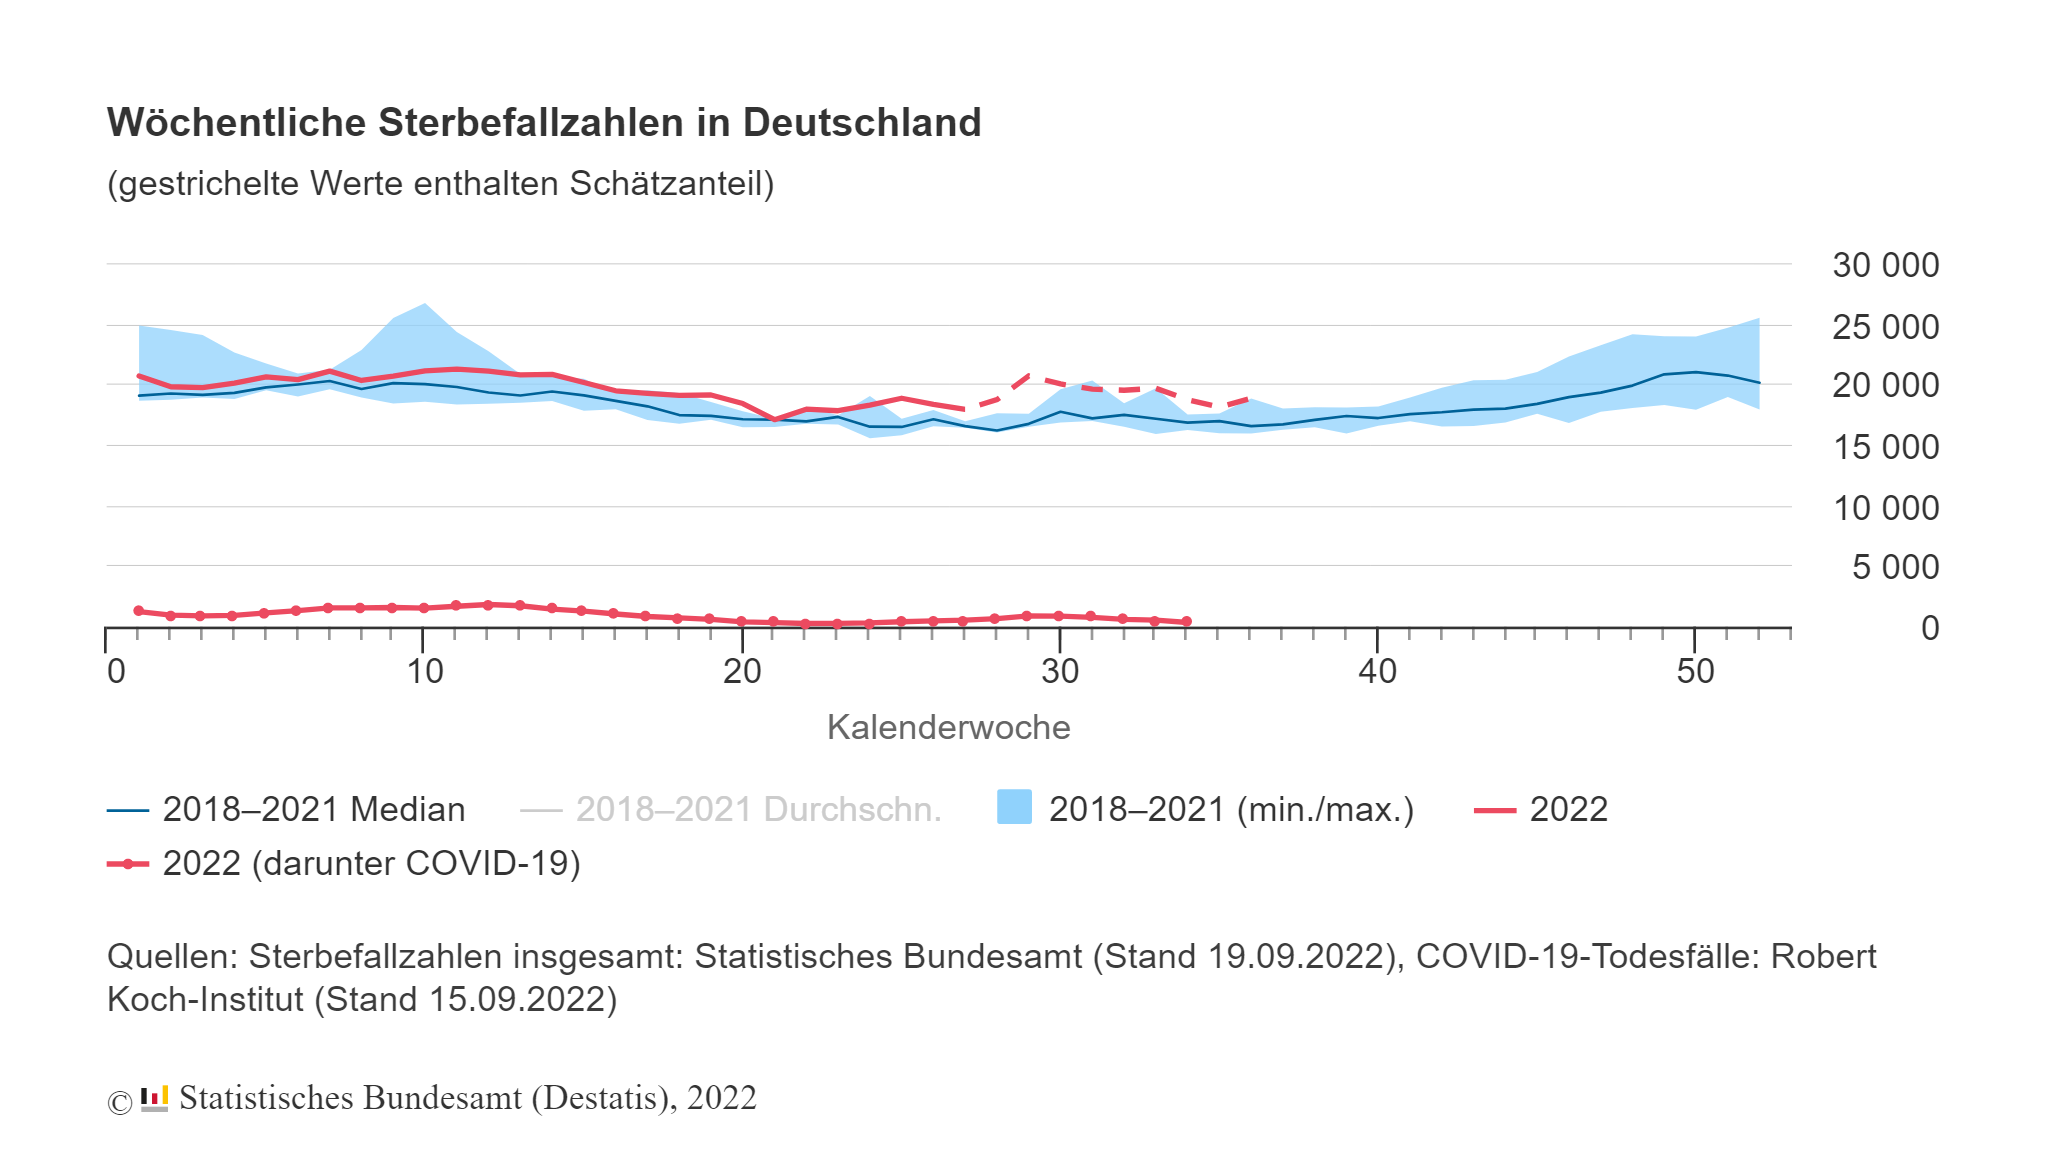 Wöchentliche Sterbefallzahlen in Deutschland
(gestrichelte Werte enthalten Schätzanteil)
30 000
25 000
20 000
15 000
10 000
5 000
0
0 10 20 30 40 50
Kalenderwoche
2018–2021 Median 2018–2021 Durchschn. 2018–2021 (min./max.) 2022
2022 (darunter COVID-19)
Quellen: Sterbefallzahlen insgesamt: Statistisches Bundesamt (Stand 19.09.2022), COVID-19-Todesfälle: Robert
Koch-Institut (Stand 15.09.2022)
© Statistisches Bundesamt (Destatis), 2022